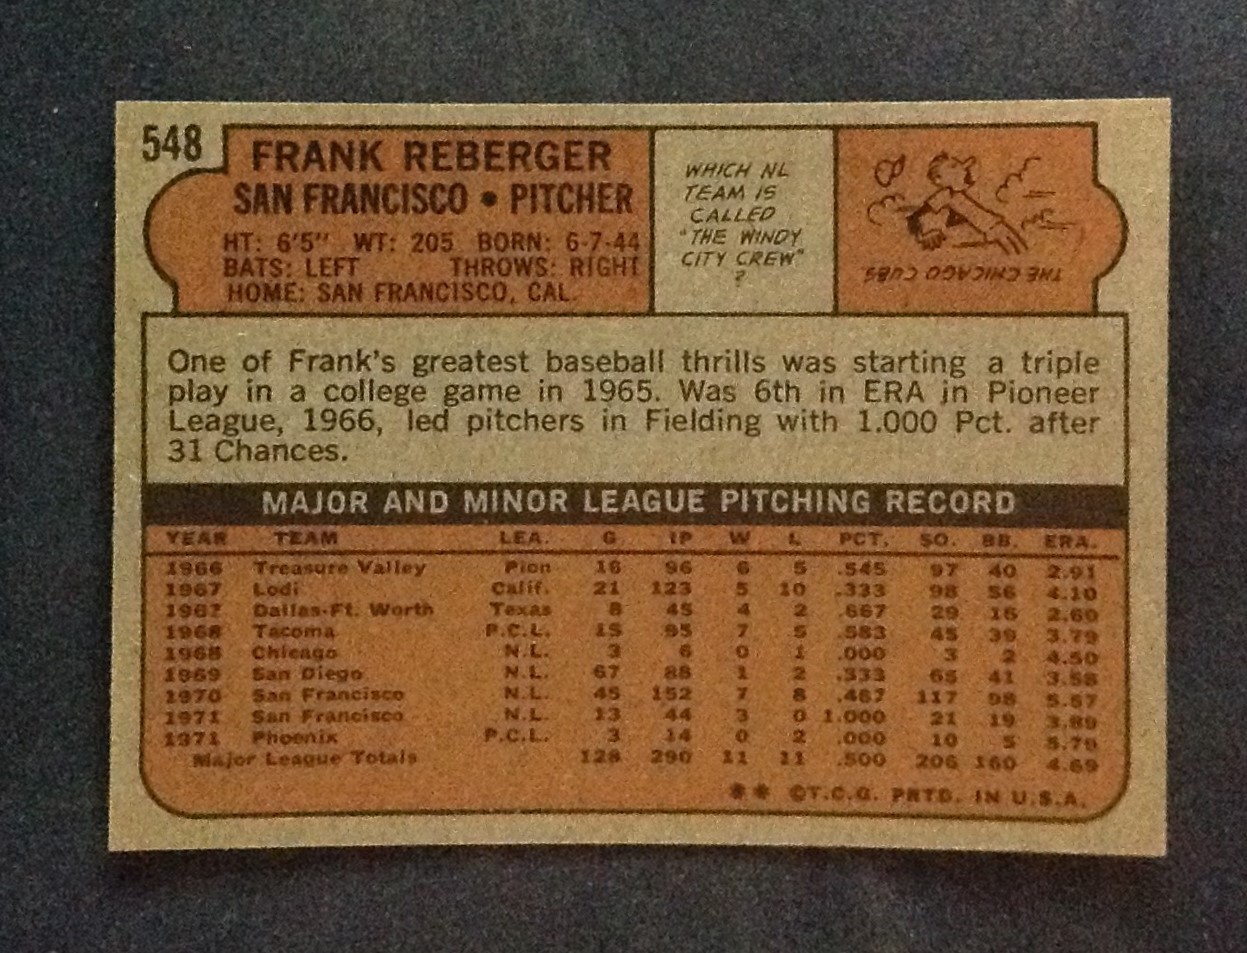 548
FRANK REBERGER
SAN FRANCISCO • PITCHER
HT: 6'5" WT: 205 BORN: 6-7-44
BATS: LEFT THROWS: RIGHT
HOME: SAN FRANCISCO, CAL.
WHICH NL
TEAM IS
CALLED
"THE WINDY
CITY CREW"
?
THE CHICAGO CUBS
One of Frank's greatest baseball thrills was starting a triple
play in a college game in 1965. Was 6th in ERA in Pioneer
League, 1966, led pitchers in Fielding with 1.000 Pct. after
31 Chances.
MAJOR AND MINOR LEAGUE PITCHING RECORD
YEAR TEAM LEA. G IP W L PCT. SO. BB. ERA.
1966 Treasure Valley Pion 16 96 6 5 .545 97 40 2.91
1967 Lodi Calif. 21 123 5 10 .333 98 56 4.10
1967 Dallas-Ft. Worth Texas 8 45 4 2 .667 29 16 2.60
1968 Tacoma P.C.L. 15 95 7 5 .583 45 39 3.79
1968 Chicago N.L. 3 6 0 1 .000 3 2 4.50
1969 San Diego N.L. 67 88 1 2 .333 65 41 3.58
1970 San Francisco N.L. 45 152 7 8 .467 117 98 5.57
1971 San Francisco N.L. 13 44 3 0 1.000 21 19 3.89
1971 Phoenix P.C.L. 3 14 0 2 .000 10 5 5.79
Major League Totals 128 290 11 11 .500 206 160 4.69
** ©T.C.G. PRTD. IN U.S.A.